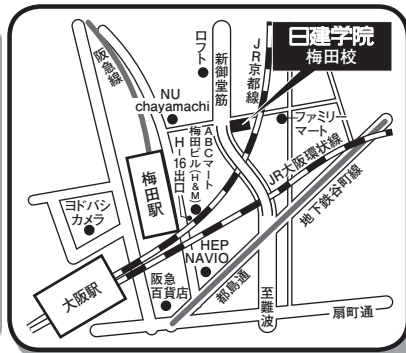 日建学院
梅田校
阪急線
ロフト
新御堂筋
JR京都線
NU
chayamachi
ファミリー
マート
ABCマート
梅田ビル(H&M)
H-16出口
梅田駅
JR大阪環状線
地下鉄谷町線
ヨドバシ
カメラ
HEP
NAVIO
大阪駅
阪急
百貨店
都島通
至難波
扇町通